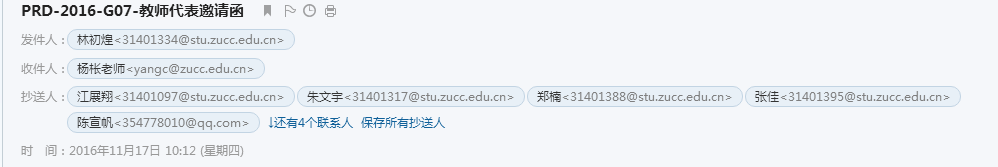 PRD-2016-G07-教师代表邀请函
发件人：林初煌<31401334@stu.zucc.edu.cn>
收件人：杨枨老师<yangc@zucc.edu.cn>
抄送人：江展翔<31401097@stu.zucc.edu.cn> 朱文宇<31401317@stu.zucc.edu.cn> 郑楠<31401388@stu.zucc.edu.cn> 张佳<31401395@stu.zucc.edu.cn>
陈宣帆<354778010@qq.com> ↓还有4个联系人 保存所有抄送人
时 间：2016年11月17日 10:12 (星期四)